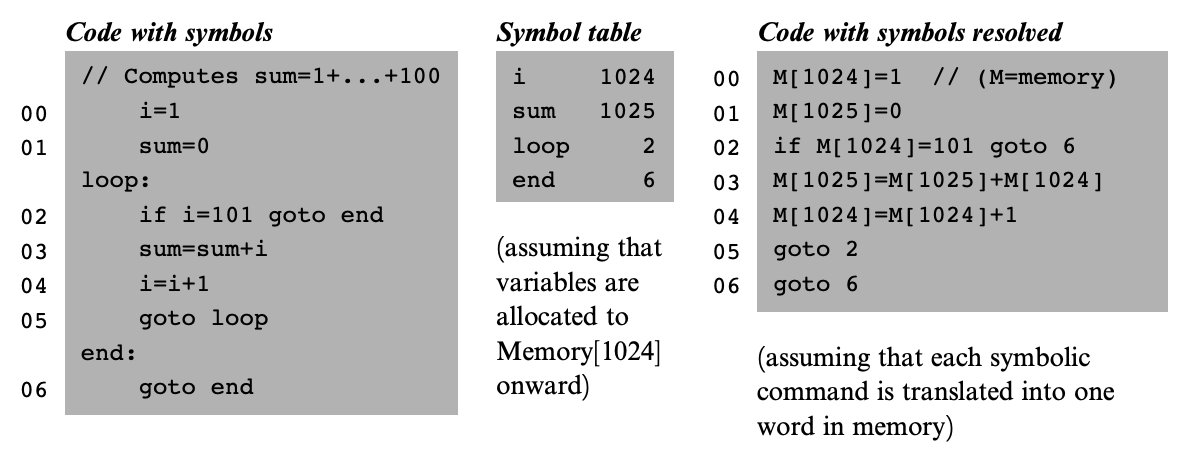 Code with symbols
// Computes sum=1+...+100
00 i=1
01 sum=0
loop:
02 if i=101 goto end
03 sum=sum+i
04 i=i+1
05 goto loop
end:
06 goto end
Symbol table
i 1024
sum 1025
loop 2
end 6
(assuming that
variables are
allocated to
Memory[1024]
onward)
Code with symbols resolved
00 M[1024]=1 // (M=memory)
01 M[1025]=0
02 if M[1024]=101 goto 6
03 M[1025]=M[1025]+M[1024]
04 M[1024]=M[1024]+1
05 goto 2
06 goto 6
(assuming that each symbolic
command is translated into one
word in memory)